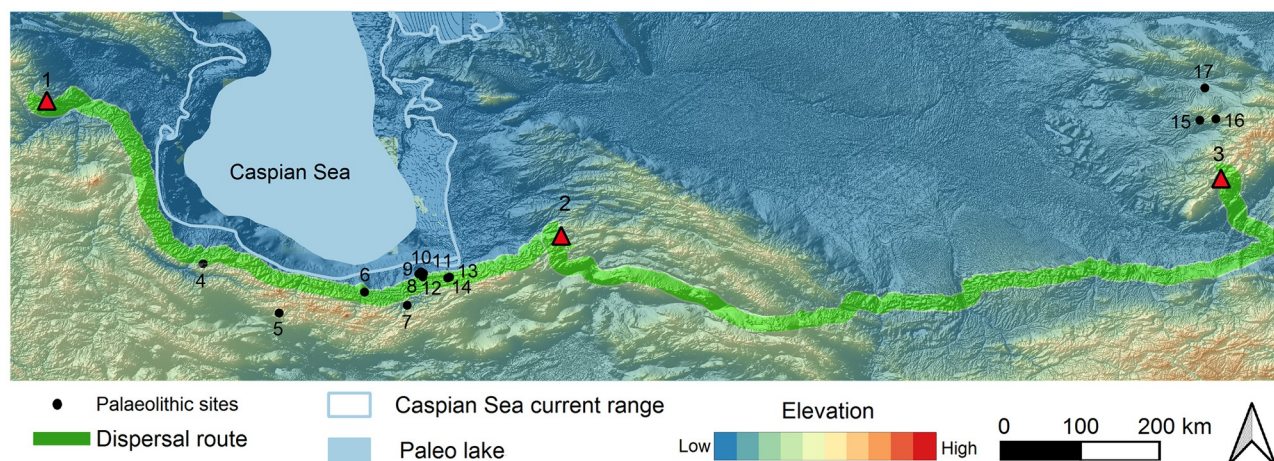 1
17
15
16
3
Caspian Sea
2
4
10
11
13
9
6
8
12
14
7
5
Palaeolithic sites
Caspian Sea current range
Elevation
0 100 200 km
Dispersal route
Paleo lake
Low
High